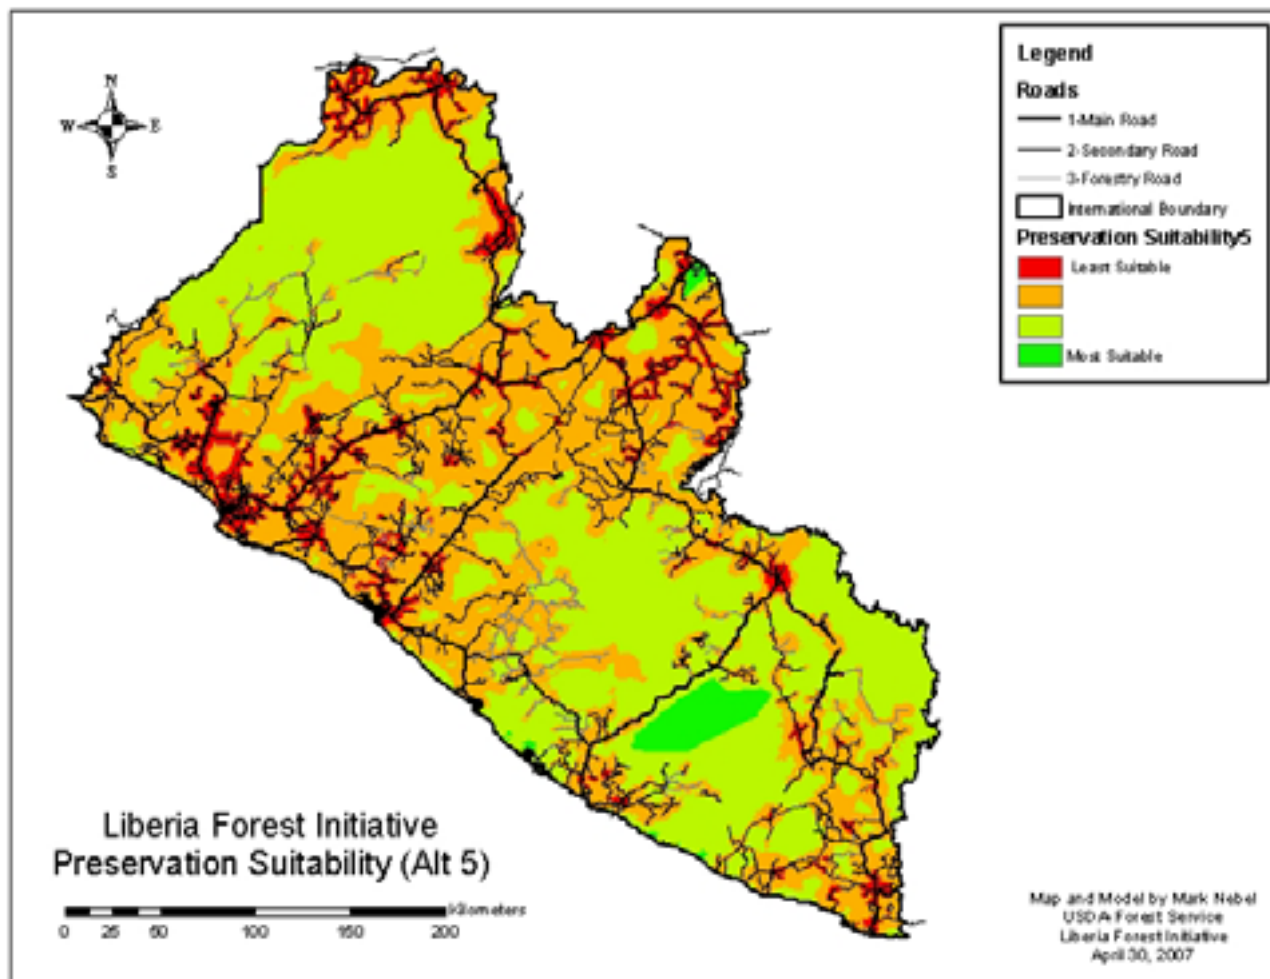 N
W E
S
Legend
Roads
1-Main Road
2-Secondary Road
3-Forestry Road
International Boundary
Preservation Suitability5
Least Suitable
Most Suitable
Liberia Forest Initiative
Preservation Suitability (Alt 5)
Kilometers
0 25 50 100 150 200
Map and Model by Mark Nebel
USDA Forest Service
Liberia Forest Initiative
April 30, 2007